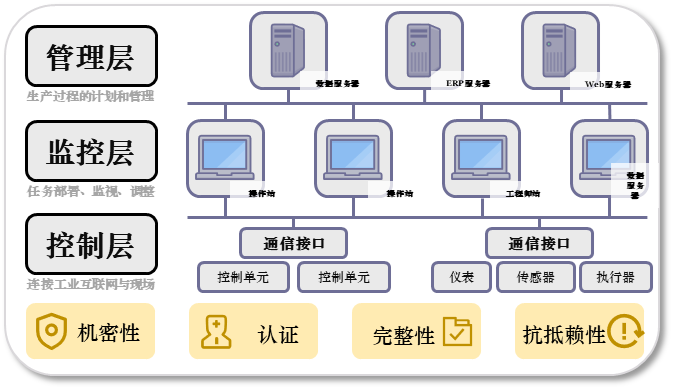 管理层
生产过程的计划和管理
数据服务器
ERP服务器
Web服务器
监控层
任务部署、监视、调整
操作站
操作站
工程师站
数据
服务
器
控制层
连接工业互联网与现场
通信接口
通信接口
控制单元
控制单元
仪表
传感器
执行器
机密性
认证
完整性
抗抵赖性